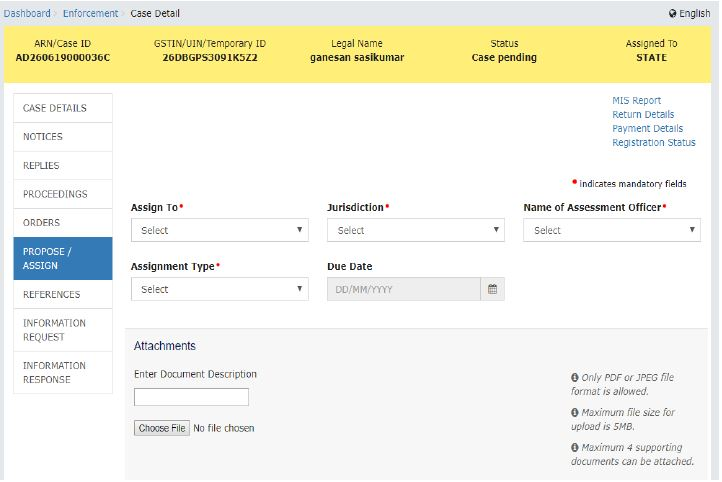 Dashboard > Enforcement > Case Detail English
ARN/Case ID GSTIN/UIN/Temporary ID Legal Name Status Assigned To
AD260619000036C 26DBGPS3091K5Z2 ganesan sasikumar Case pending STATE
CASE DETAILS
NOTICES
REPLIES
PROCEEDINGS
ORDERS
PROPOSE /
ASSIGN
REFERENCES
INFORMATION
REQUEST
INFORMATION
RESPONSE
MIS Report
Return Details
Payment Details
Registration Status
• indicates mandatory fields
Assign To• Jurisdiction• Name of Assessment Officer•
Select Select Select
Assignment Type• Due Date
Select DD/MM/YYYY
Attachments
Enter Document Description
Choose File No file chosen
Only PDF or JPEG file
format is allowed.
Maximum file size for
upload is 5MB.
Maximum 4 supporting
documents can be attached.